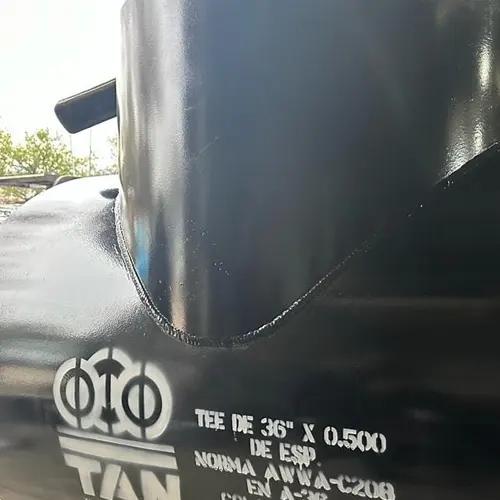 TAN
TEE DE 36" X 0.500
DE ESP.
NORMA AWWA-C208